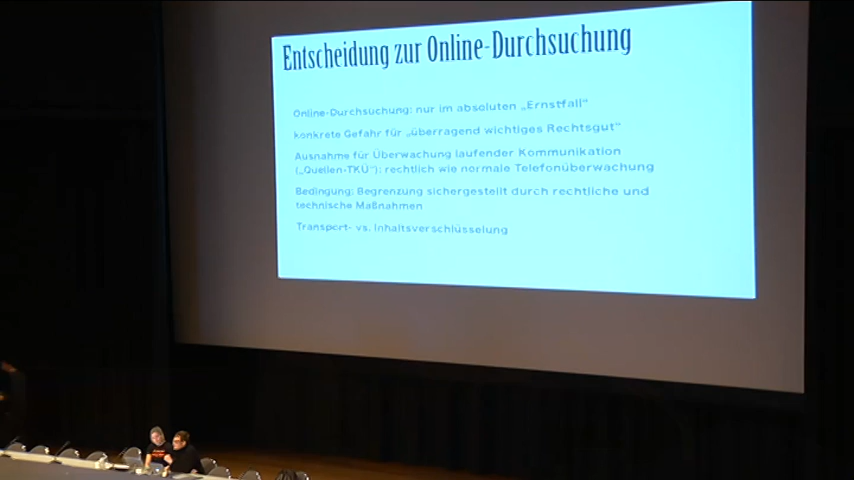 Entscheidung zur Online-Durchsuchung
Online-Durchsuchung: nur im absoluten „Ernstfall“
konkrete Gefahr für „überragend wichtiges Rechtsgut“
Ausnahme für Überwachung laufender Kommunikation
(„Quellen-TKÜ“): rechtlich wie normale Telefonüberwachung
Bedingung: Begrenzung sichergestellt durch rechtliche und
technische Maßnahmen
Transport- vs. Inhaltsverschlüsselung